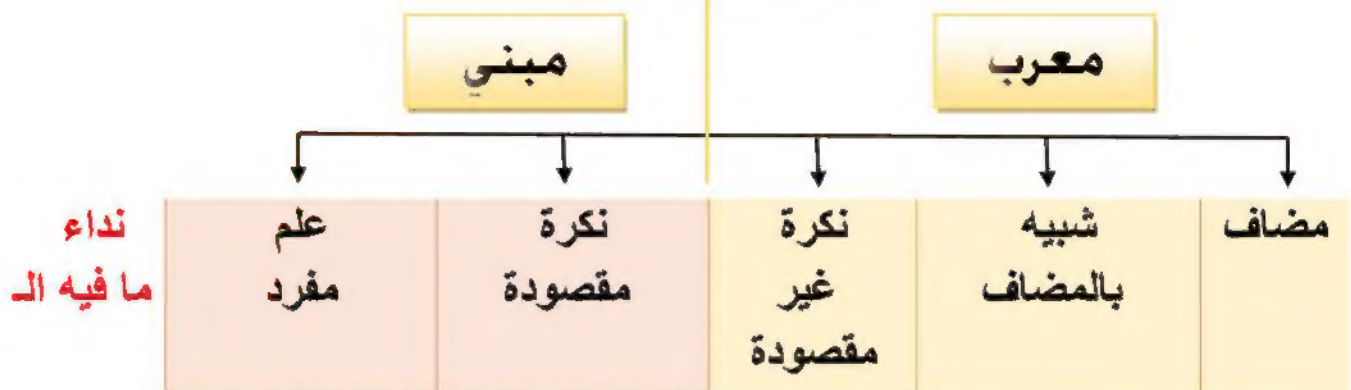 معرب
مبني
مضاف
شبيه
بالمضاف
نكرة
غير
مقصودة
نكرة
مقصودة
علم
مفرد
نداء
ما فيه الـ